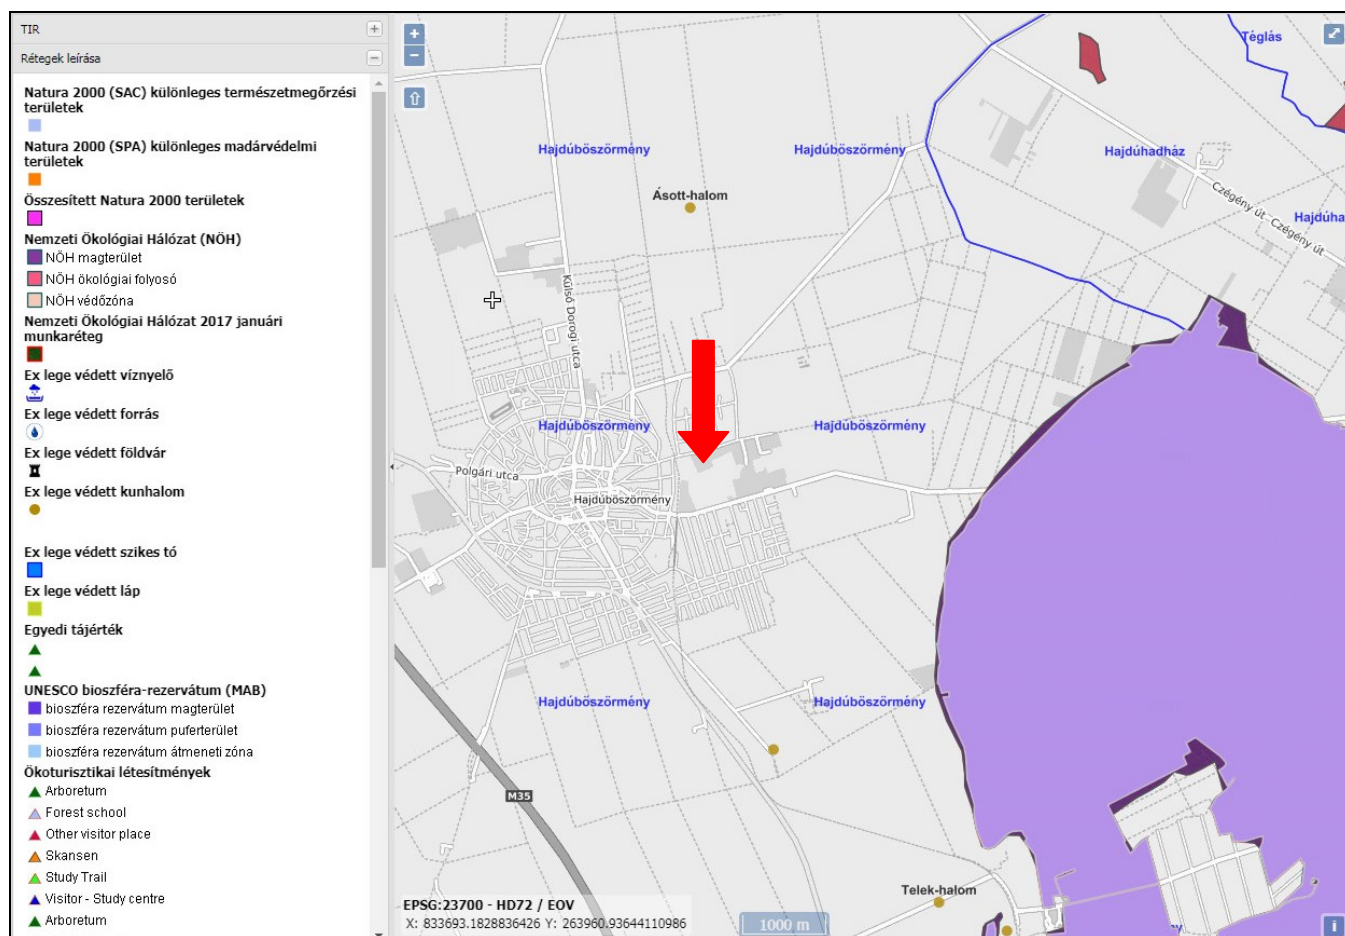 TIR
Rétegek leírása
Natura 2000 (SAC) különleges természetmegőrzési
területek
Natura 2000 (SPA) különleges madárvédelmi
területek
Összesített Natura 2000 területek
Nemzeti Ökológiai Hálózat (NÖH)
NÖH magterület
NÖH ökológiai folyosó
NÖH védőzóna
Nemzeti Ökológiai Hálózat 2017 januári
munkaréteg
Ex lege védett víznyelő
Ex lege védett forrás
Ex lege védett földvár
Ex lege védett kunhalom
Ex lege védett szikes tó
Ex lege védett láp
Egyedi tájérték
UNESCO bioszféra-rezervátum (MAB)
bioszféra rezervátum magterület
bioszféra rezervátum puferterület
bioszféra rezervátum átmeneti zóna
Ökoturisztikai létesítmények
Arboretum
Forest school
Other visitor place
Skansen
Study Trail
Visitor - Study centre
Arboretum
Téglás
Hajdúböszörmény
Hajdúböszörmény
Hajdúhadház
Ásott-halom
Czégény út
Czégény út
Hajdúha
Külső Dorogi utca
Hajdúböszörmény
Hajdúböszörmény
Polgári utca
Hajdúböszörmény
Hajdúböszörmény
Hajdúböszörmény
M35
Telek-halom
EPSG:23700 - HD72 / EOV
X: 833693.1828836426 Y: 263960.93644110986
1000 m